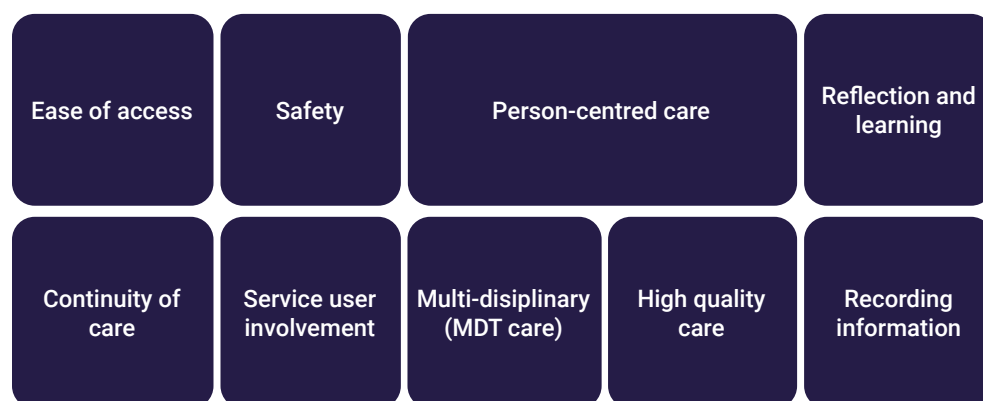 Ease of access
Safety
Person-centred care
Reflection and
learning
Continuity of
care
Service user
involvement
Multi-disiplinary
(MDT care)
High quality
care
Recording
information